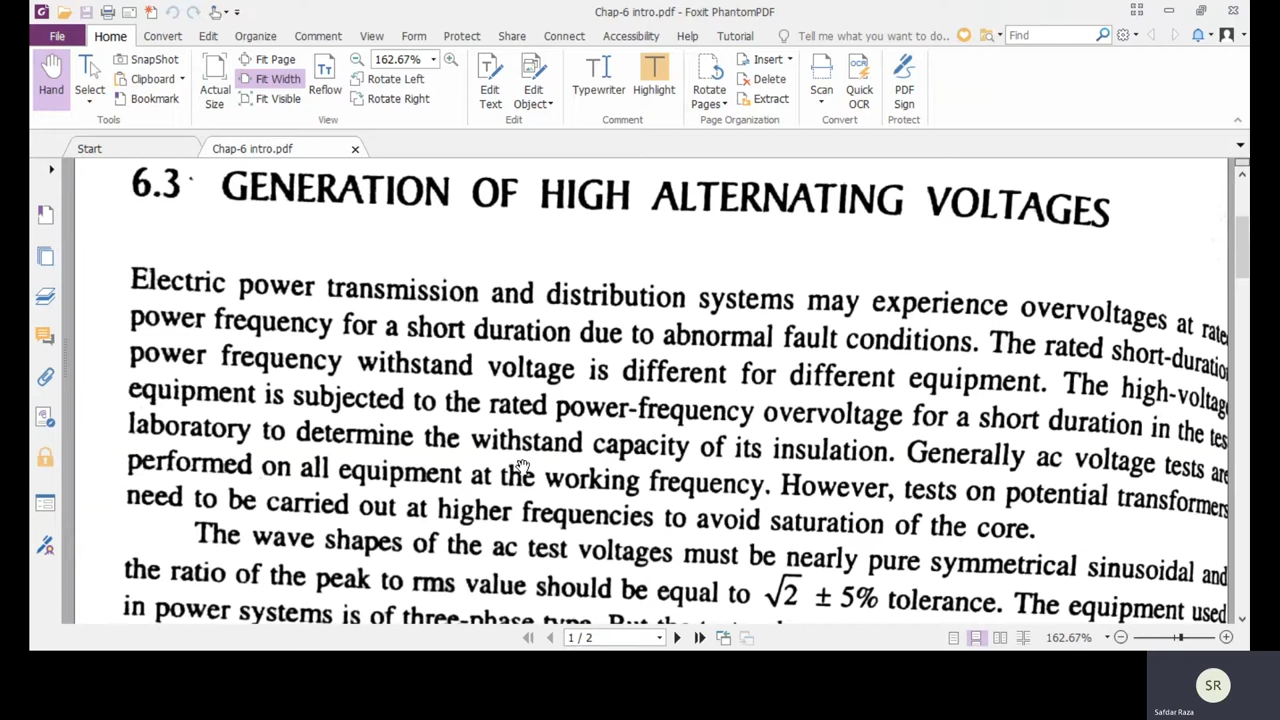 Chap-6 intro.pdf - Foxit PhantomPDF
File Home Convert Edit Organize Comment View Form Protect Share Connect Accessibility Help Tutorial Tell me what you want to do.. Find
Hand
Select
SnapShot
Clipboard
Bookmark
Tools
Actual Size
Fit Page
Fit Width
Fit Visible
Reflow
162.67%
Rotate Left
Rotate Right
View
Edit Text
Edit Object
Edit
Typewriter
Highlight
Comment
Rotate Pages
Insert
Delete
Extract
Page Organization
Scan
Quick OCR
Convert
PDF Sign
Protect
Start
Chap-6 intro.pdf
6.3 GENERATION OF HIGH ALTERNATING VOLTAGES
Electric power transmission and distribution systems may experience overvoltages at rate
power frequency for a short duration due to abnormal fault conditions. The rated short-duratio
power frequency withstand voltage is different for different equipment. The high-voltag
equipment is subjected to the rated power-frequency overvoltage for a short duration in the tes
laboratory to determine the withstand capacity of its insulation. Generally ac voltage tests are
performed on all equipment at the working frequency. However, tests on potential transformers
need to be carried out at higher frequencies to avoid saturation of the core.
The wave shapes of the ac test voltages must be nearly pure symmetrical sinusoidal and
the ratio of the peak to rms value should be equal to √2 ± 5% tolerance. The equipment used
in power systems is of three-phase type. But the
1 / 2
162.67%
SR
Safdar Raza